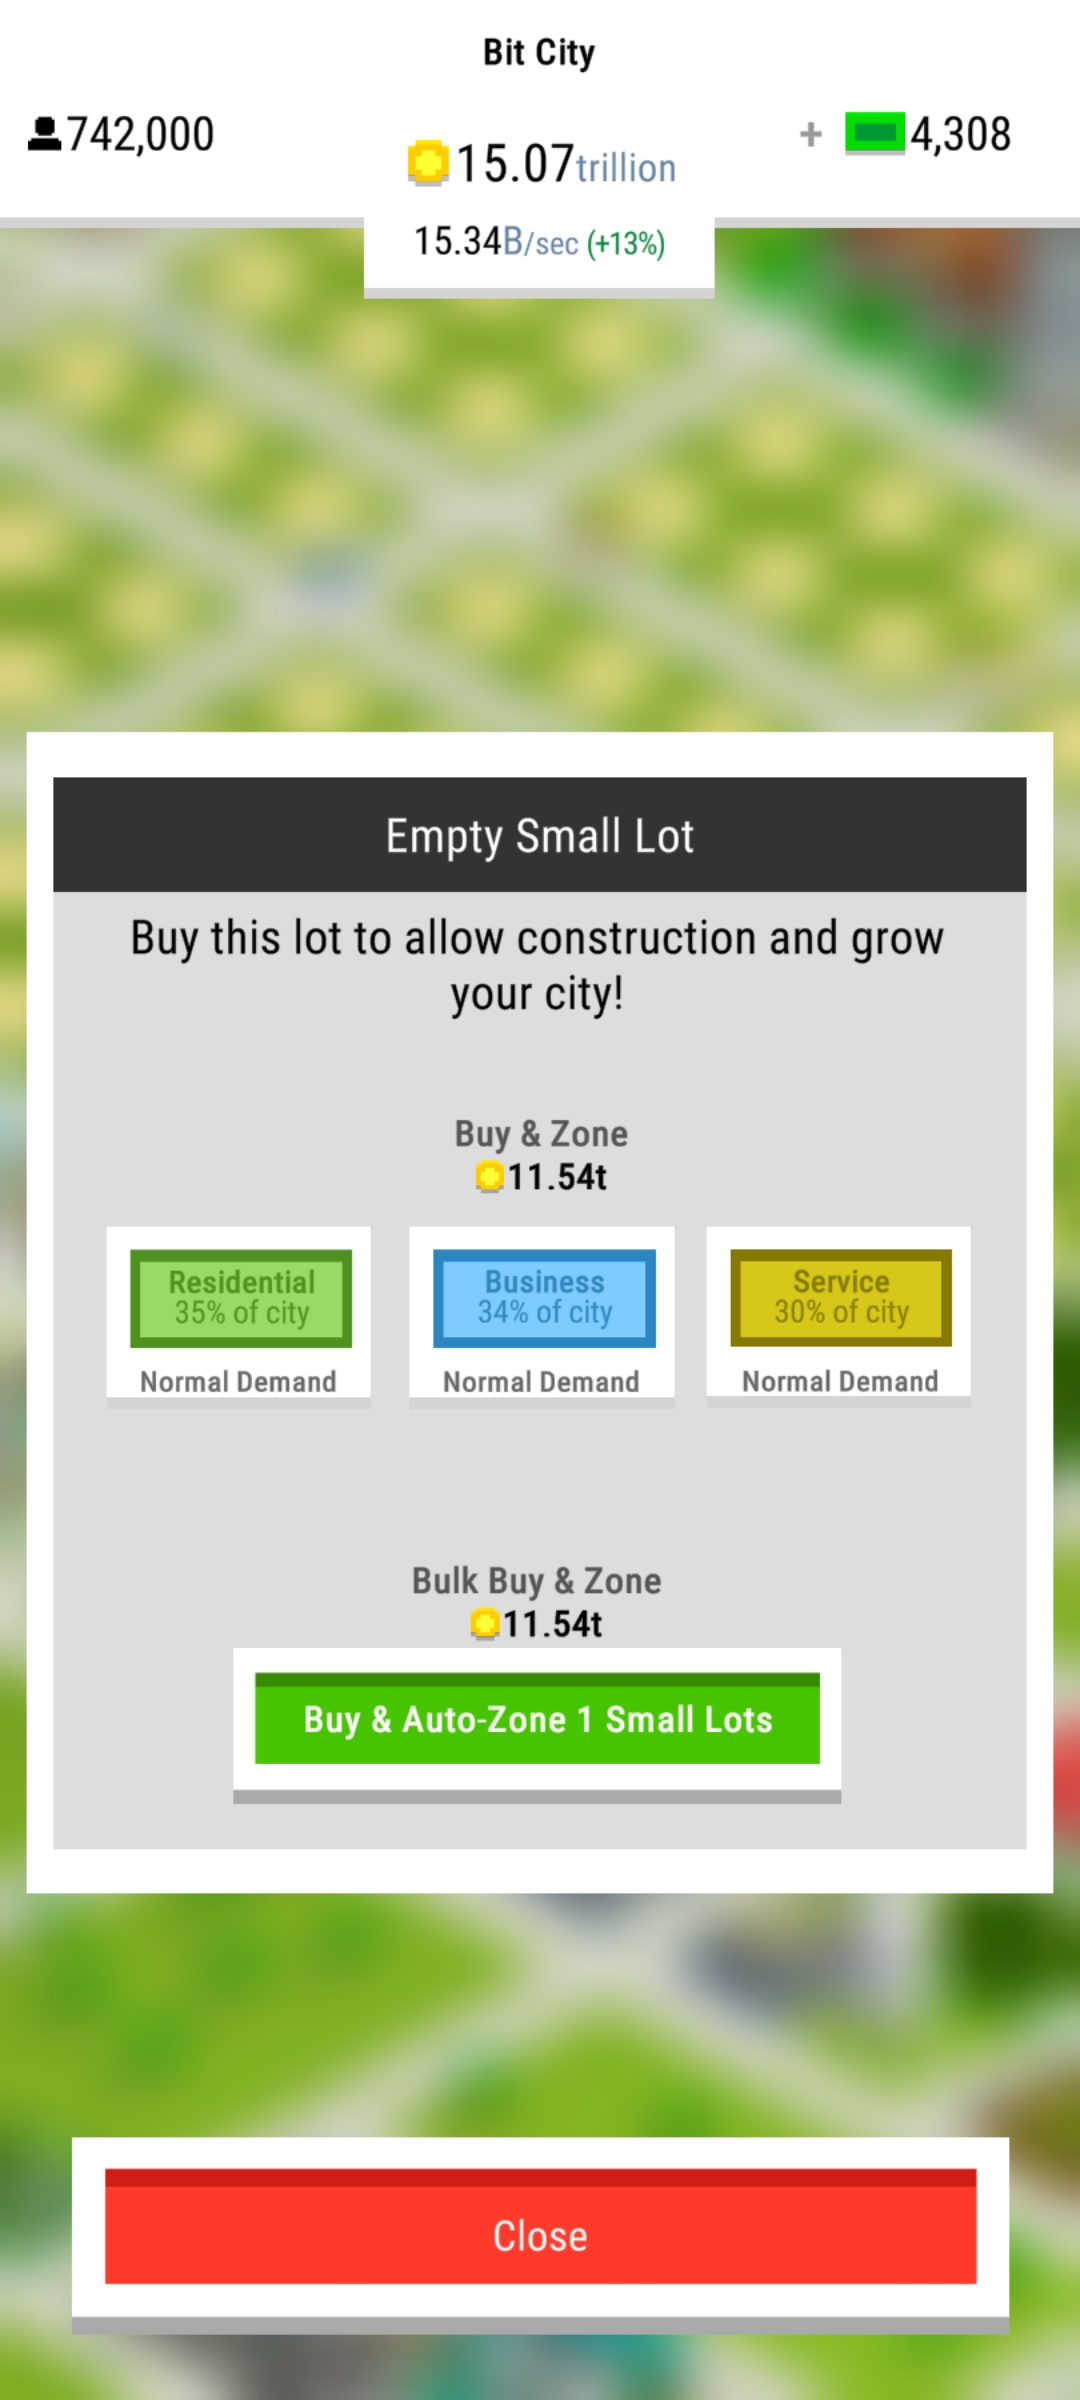 Bit City
742,000
15.07trillion
+ 4,308
15.34B/sec (+13%)
Empty Small Lot
Buy this lot to allow construction and grow
your city!
Buy & Zone
11.54t
Residential
35% of city
Normal Demand
Business
34% of city
Normal Demand
Service
30% of city
Normal Demand
Bulk Buy & Zone
11.54t
Buy & Auto-Zone 1 Small Lots
Close